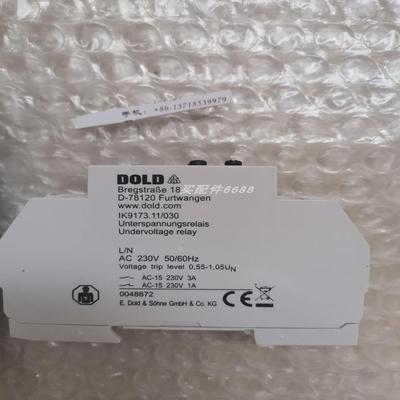 手机: +86-13718539979
DOLD
Bregstraße 18
D-78120 Furtwangen
www.dold.com
IK9173.11/030
Unterspannungsrelais
Undervoltage relay
买配件6688
L/N
AC 230V 50/60Hz
Voltage trip level 0,55-1,05UN
AC-15 230V 3A
AC-15 230V 1A
0048872
E. Dold & Söhne GmbH & Co. KG
CE